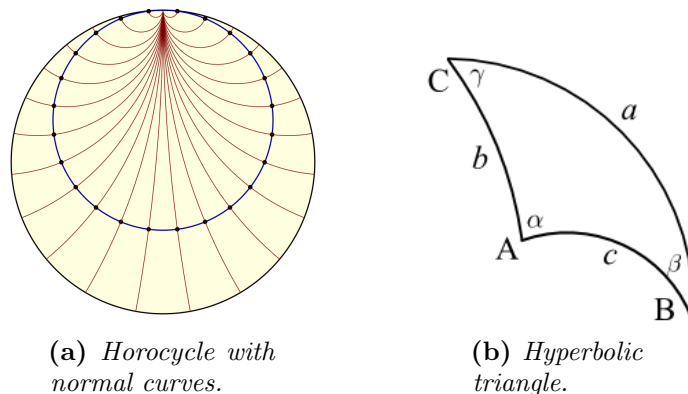 C
γ
a
b
α
A
c
β
B
(a) Horocycle with
normal curves.
(b) Hyperbolic
triangle.